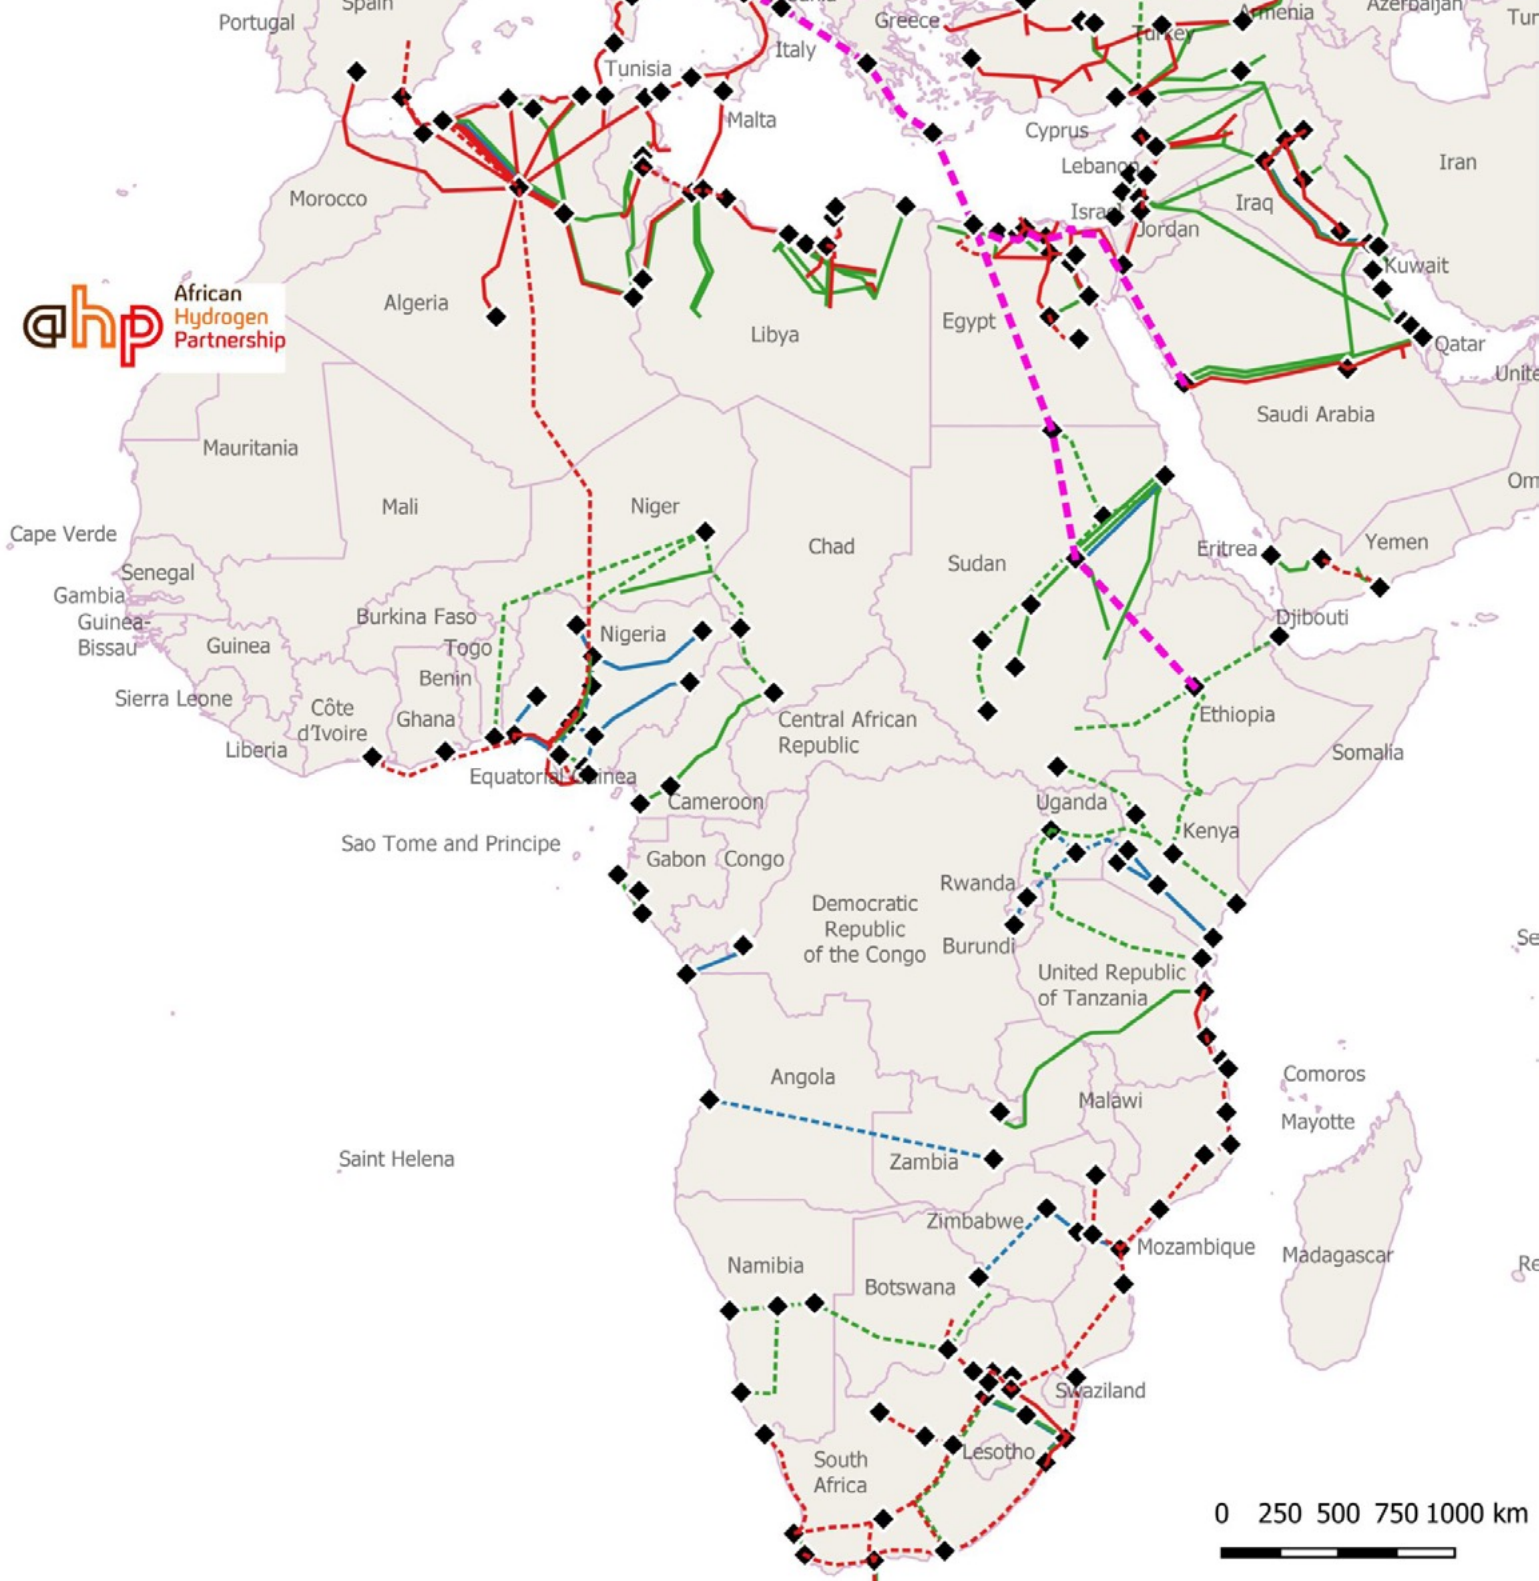 Spain
Portugal
Greece
Armenia
Azerbaijan
Turkey
Italy
Tunisia
Malta
Cyprus
Lebanon
Iran
Morocco
Iraq
Israel
Jordan
Kuwait
African
Hydrogen
Partnership
ahp
Algeria
Libya
Egypt
Qatar
Unite
Saudi Arabia
Mauritania
Mali
Niger
Chad
Om
Cape Verde
Senegal
Gambia
Guinea-
Bissau
Sudan
Eritrea
Yemen
Burkina Faso
Togo
Benin
Guinea
Nigeria
Djibouti
Sierra Leone
Côte
d'Ivoire
Ghana
Liberia
Central African
Republic
Ethiopia
Somalia
Equatorial Guinea
Cameroon
Uganda
Kenya
Sao Tome and Principe
Gabon
Congo
Rwanda
Democratic
Republic
of the Congo
Burundi
Se
United Republic
of Tanzania
Angola
Malawi
Comoros
Mayotte
Saint Helena
Zambia
Zimbabwe
Mozambique
Madagascar
Namibia
Botswana
Re
Swaziland
South
Africa
Lesotho
0 250 500 750 1000 km